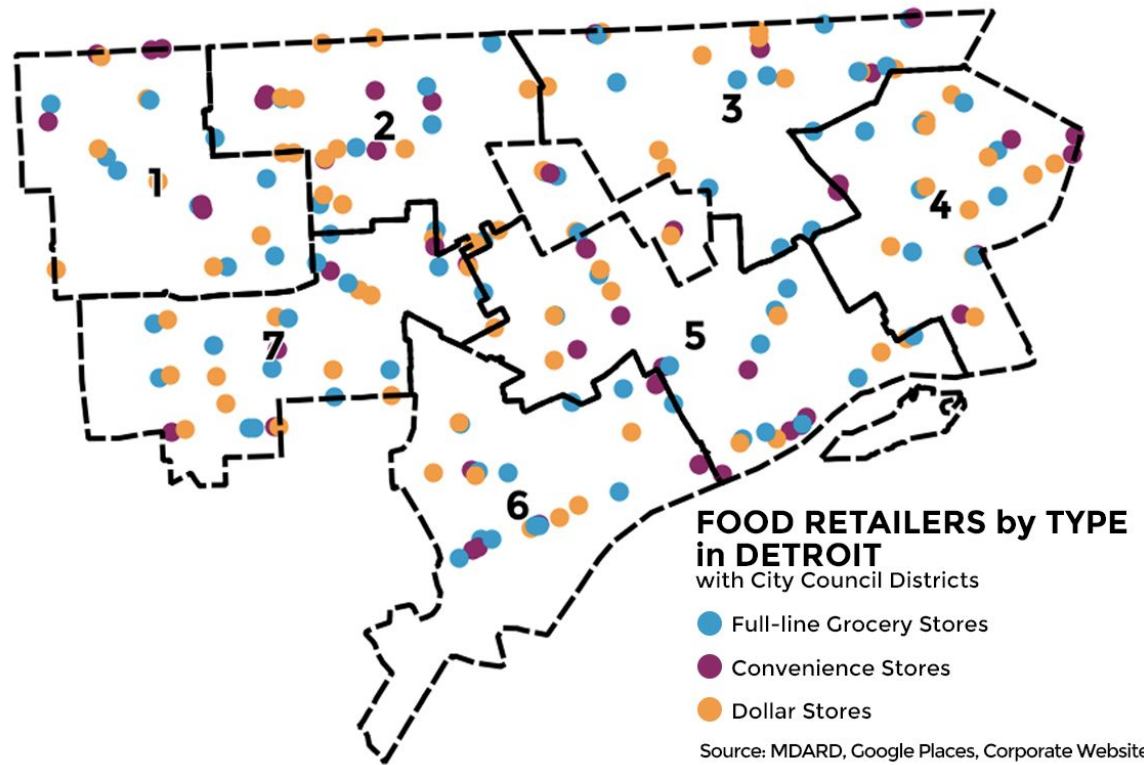 3
2
1
4
5
7
6
FOOD RETAILERS by TYPE
in DETROIT
with City Council Districts
Full-line Grocery Stores
Convenience Stores
Dollar Stores
Source: MDARD, Google Places, Corporate Website